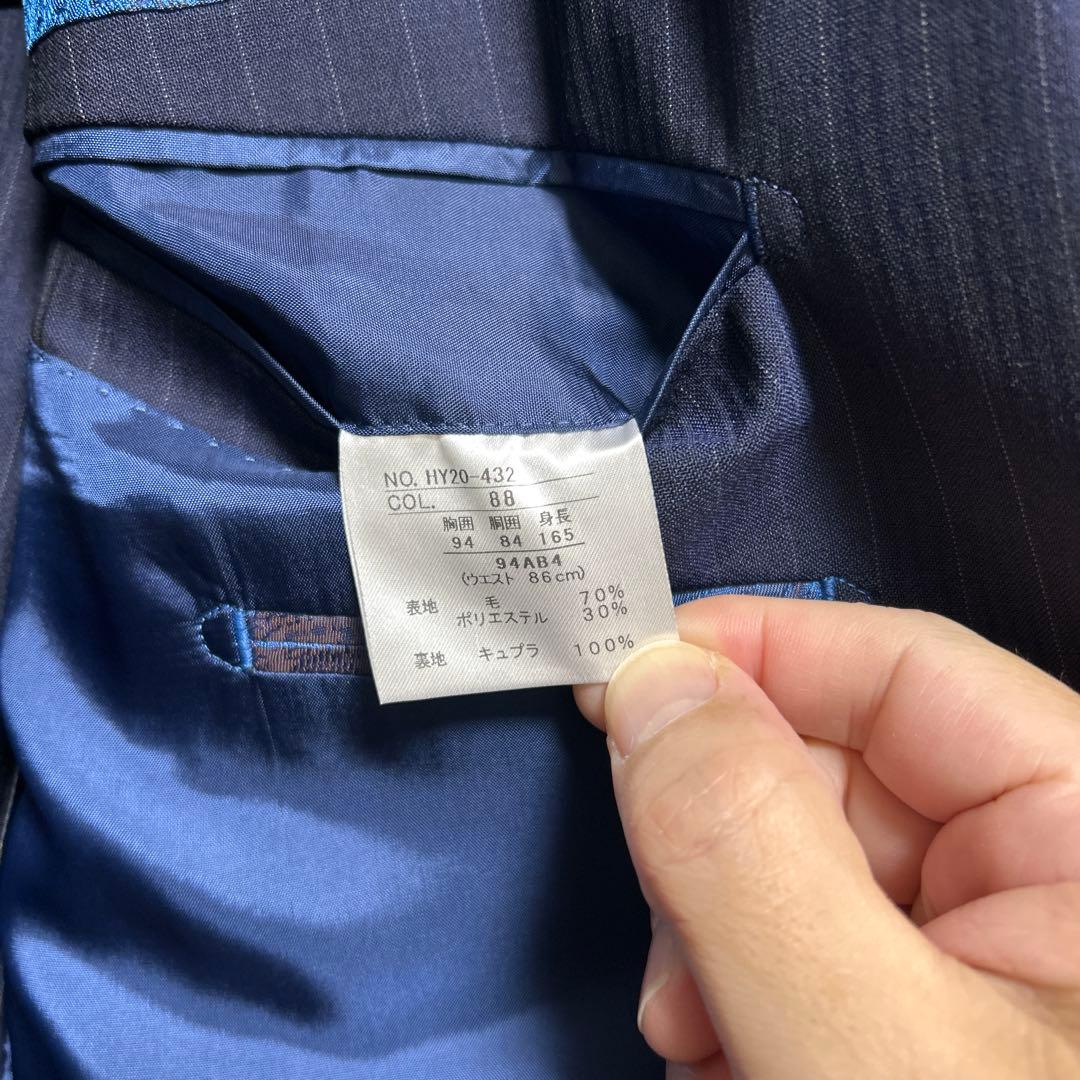 NO. HY20-432
COL. 88
胸囲 胴囲 身長
94 84 165
94AB4
(ウエスト 86cm)
表地 毛 70%
ポリエステル 30%
裏地 キュプラ 100%